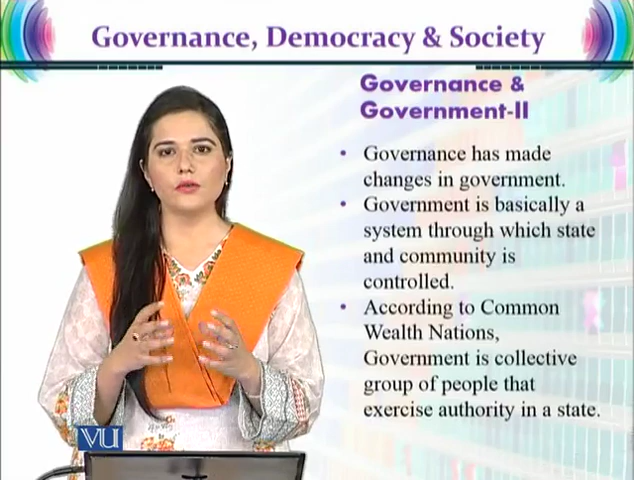 Governance, Democracy & Society
Governance &
Government-II
• Governance has made
changes in government.
• Government is basically a
system through which state
and community is
controlled.
• According to Common
Wealth Nations,
Government is collective
group of people that
exercise authority in a state.
VU